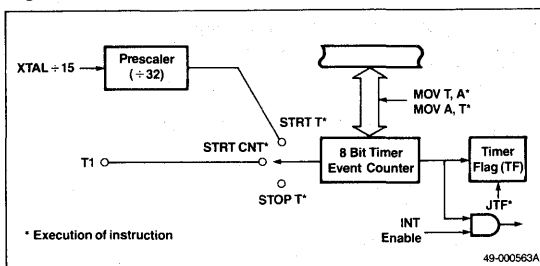 XTAL ÷ 15
Prescaler
(÷32)
MOV T, A*
MOV A, T*
STRT T*
STRT CNT*
T1
8 Bit Timer
Event Counter
Timer
Flag (TF)
STOP T*
JTF*
INT
Enable
* Execution of instruction
49-000563A